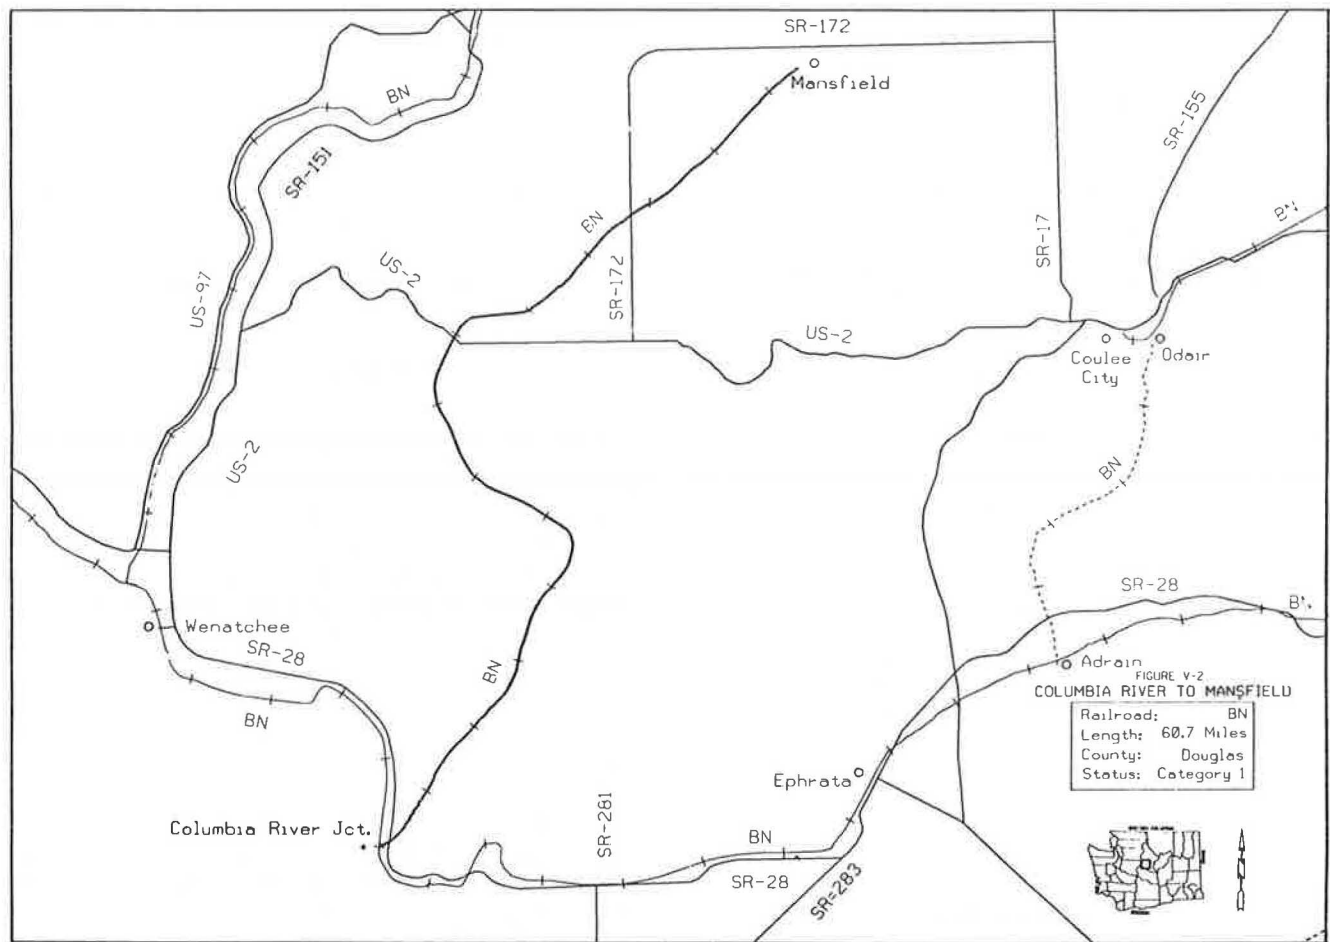 SR-172
Mansfield
BN
SR-151
SR-155
BN
BN
SR-17
US-2
SR-172
US-97
US-2
Coulee
City
Odair
US-2
BN
SR-28
BN
Wenatchee
SR-28
BN
BN
Adrain
FIGURE V-2
COLUMBIA RIVER TO MANSFIELD
Railroad: BN
Length: 60.7 Miles
County: Douglas
Status: Category 1
Ephrata
Columbia River Jct.
SR-281
BN
SR-28
SR=283